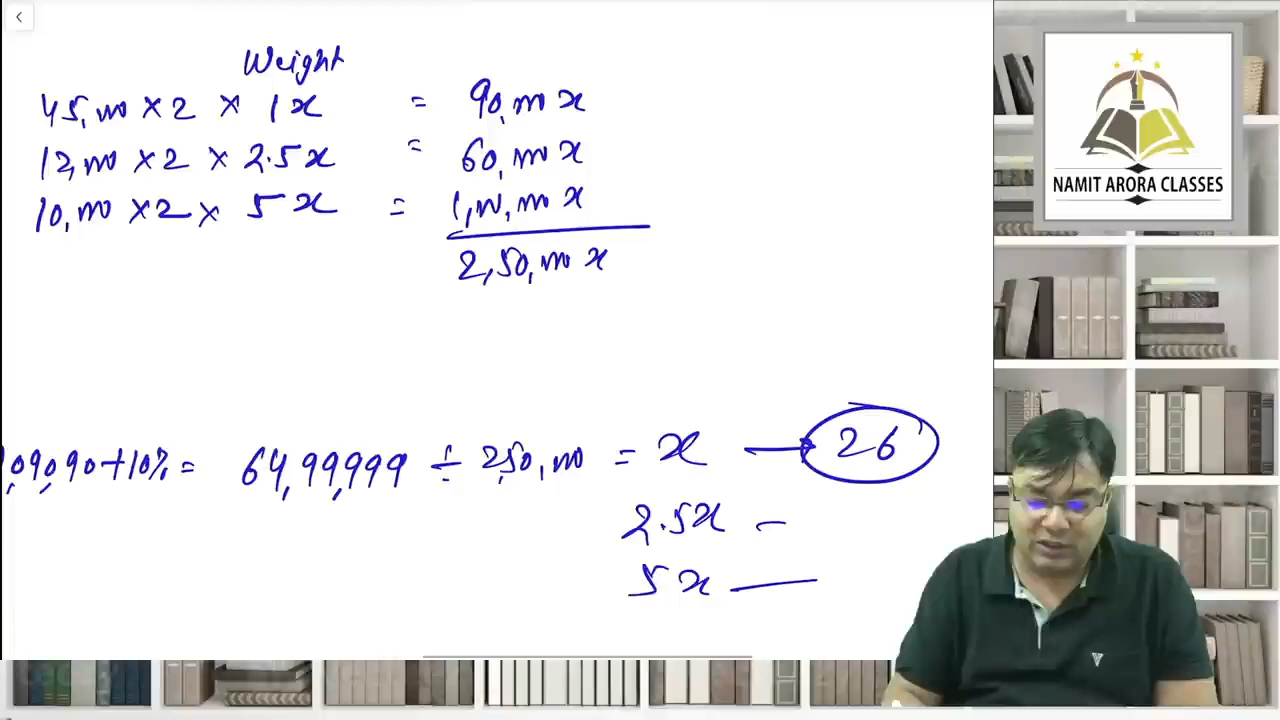 Weight
45,000 × 2 × 1x = 90,000 x
12,000 × 2 × 2.5x = 60,000 x
10,000 × 2 × 5x = 1,00,000 x
2,50,000 x
09,090 + 10% = 64,99,999 ÷ 250,000 = x → 26
2.5x –
5x —
NAMIT ARORA CLASSES